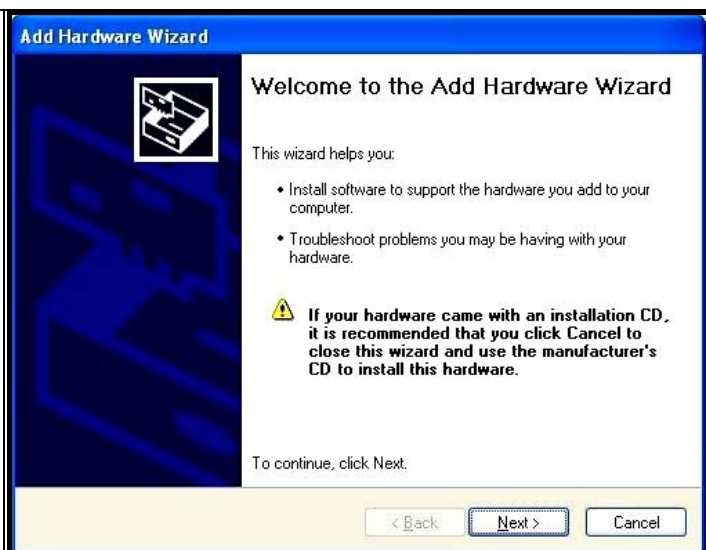 Add Hardware Wizard
Welcome to the Add Hardware Wizard
This wizard helps you:
• Install software to support the hardware you add to your
computer.
• Troubleshoot problems you may be having with your
hardware.
If your hardware came with an installation CD,
it is recommended that you click Cancel to
close this wizard and use the manufacturer's
CD to install this hardware.
To continue, click Next.
< Back Next > Cancel